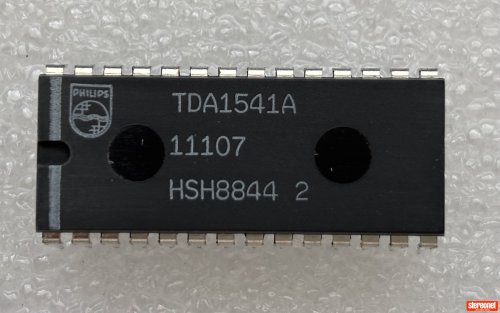 PHILIPS
TDA1541A
11107
HSH8844 2
stereonet